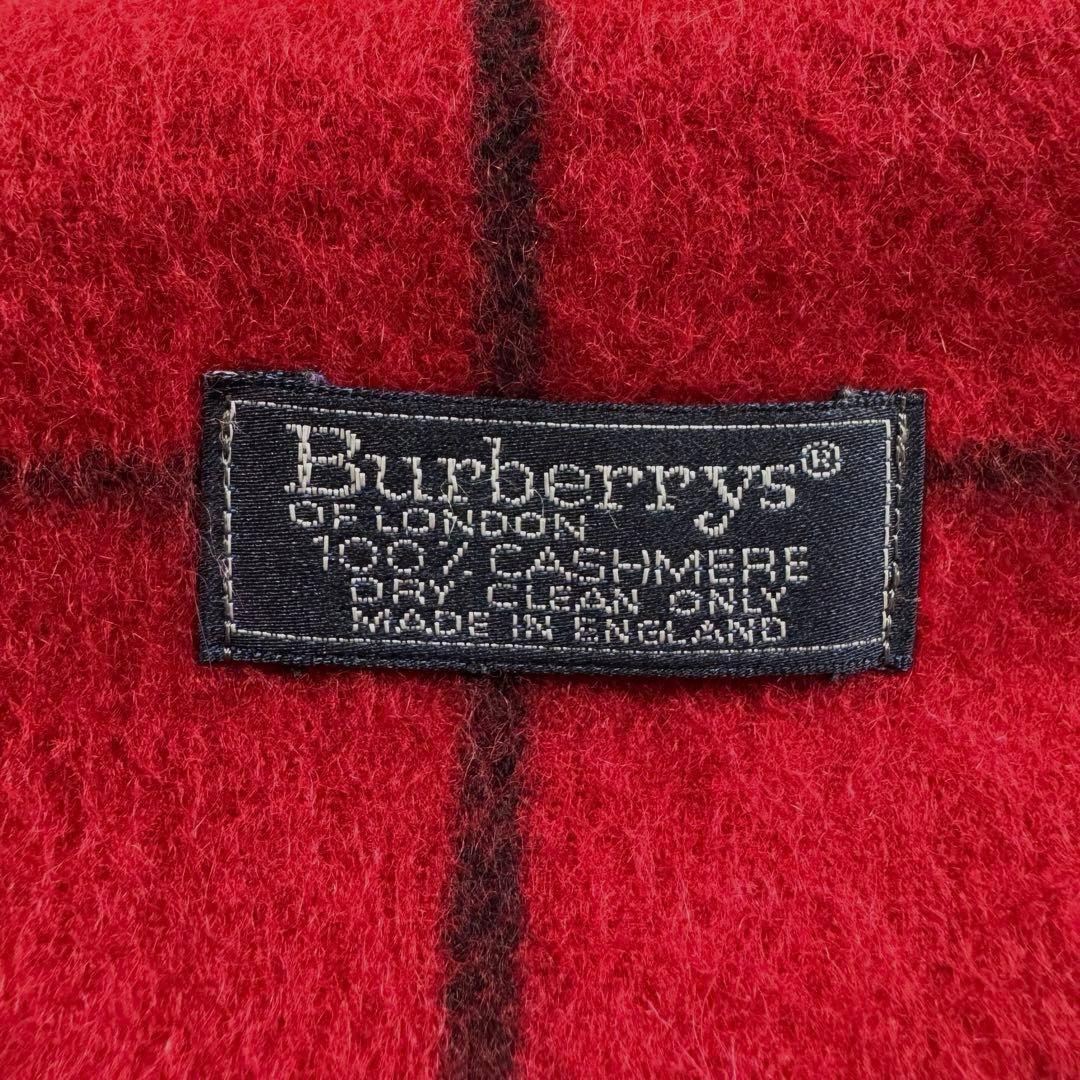 Burberrys®
OF LONDON
100% CASHMERE
DRY CLEAN ONLY
MADE IN ENGLAND